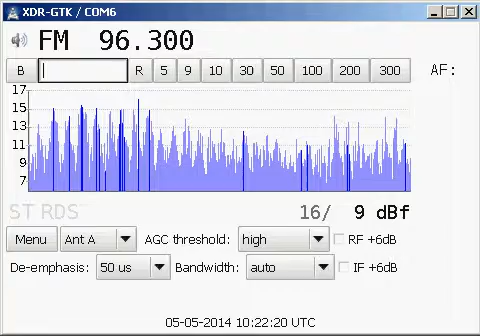 XDR-GTK / COM6
FM 96.300
B R 5 9 10 30 50 100 200 300 AF:
17
15
13
11
9
7
ST RDS 16/ 9 dBf
Menu Ant A AGC threshold: high RF +6dB
De-emphasis: 50 us Bandwidth: auto IF +6dB
05-05-2014 10:22:20 UTC